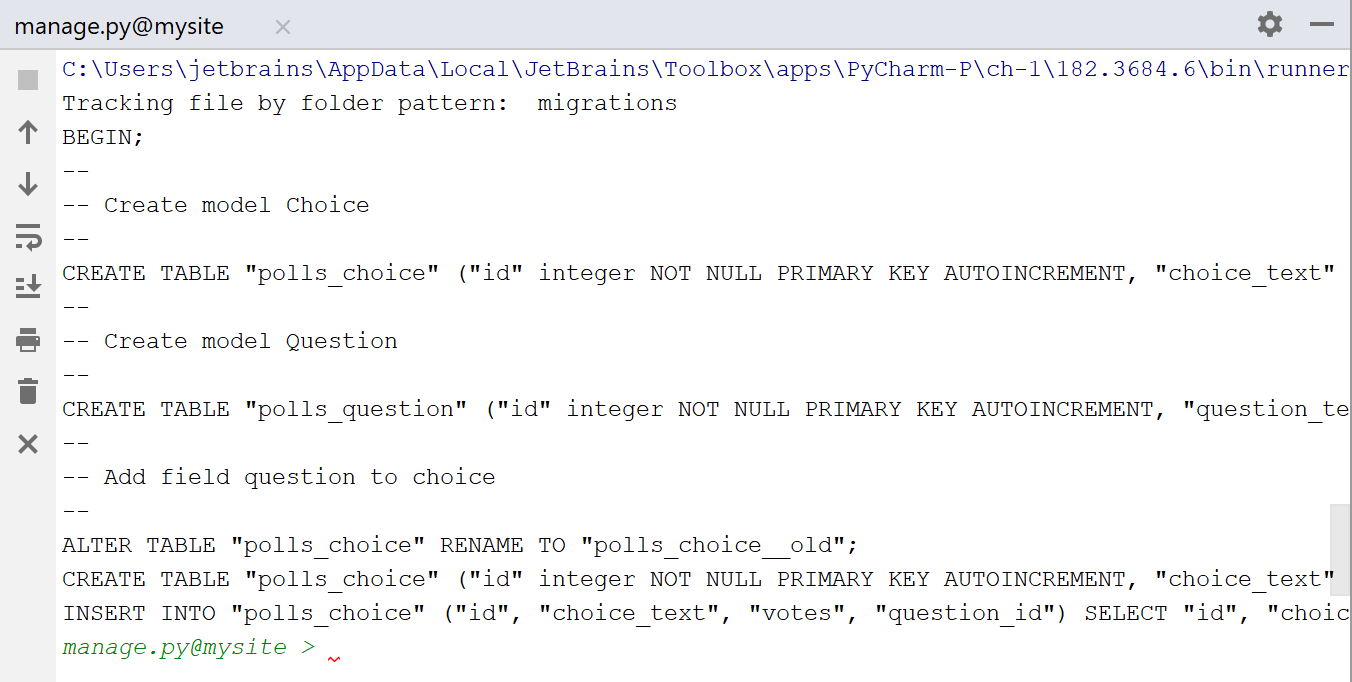 manage.py@mysite
C:\Users\jetbrains\AppData\Local\JetBrains\Toolbox\apps\PyCharm-P\ch-1\182.3684.6\bin\runner
Tracking file by folder pattern:  migrations
BEGIN;
--
-- Create model Choice
--
CREATE TABLE "polls_choice" ("id" integer NOT NULL PRIMARY KEY AUTOINCREMENT, "choice_text"
--
-- Create model Question
--
CREATE TABLE "polls_question" ("id" integer NOT NULL PRIMARY KEY AUTOINCREMENT, "question_te
--
-- Add field question to choice
--
ALTER TABLE "polls_choice" RENAME TO "polls_choice__old";
CREATE TABLE "polls_choice" ("id" integer NOT NULL PRIMARY KEY AUTOINCREMENT, "choice_text"
INSERT INTO "polls_choice" ("id", "choice_text", "votes", "question_id") SELECT "id", "choic
manage.py@mysite >